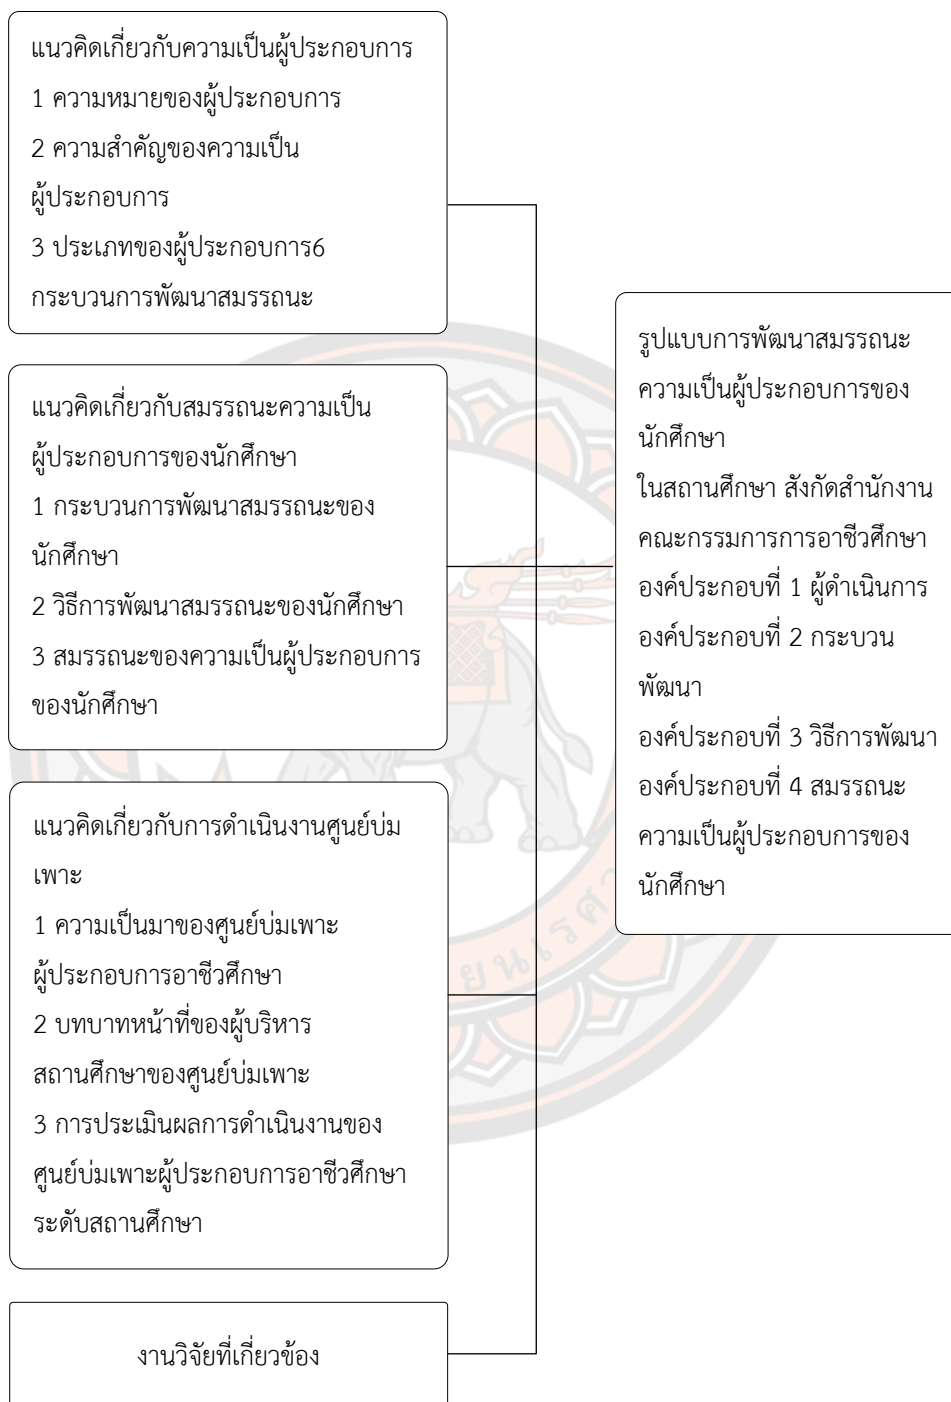 แนวคิดเกี่ยวกับความเป็นผู้ประกอบการ
1 ความหมายของผู้ประกอบการ
2 ความสำคัญของความเป็น
ผู้ประกอบการ
3 ประเภทของผู้ประกอบการ6
กระบวนการพัฒนาสมรรถนะ
แนวคิดเกี่ยวกับสมรรถนะความเป็น
ผู้ประกอบการของนักศึกษา
1 กระบวนการพัฒนาสมรรถนะของ
นักศึกษา
2 วิธีการพัฒนาสมรรถนะของนักศึกษา
3 สมรรถนะของความเป็นผู้ประกอบการ
ของนักศึกษา
แนวคิดเกี่ยวกับการดำเนินงานศูนย์บ่ม
เพาะ
1 ความเป็นมาของศูนย์บ่มเพาะ
ผู้ประกอบการอาชีวศึกษา
2 บทบาทหน้าที่ของผู้บริหาร
สถานศึกษาของศูนย์บ่มเพาะ
3 การประเมินผลการดำเนินงานของ
ศูนย์บ่มเพาะผู้ประกอบการอาชีวศึกษา
ระดับสถานศึกษา
งานวิจัยที่เกี่ยวข้อง
รูปแบบการพัฒนาสมรรถนะ
ความเป็นผู้ประกอบการของ
นักศึกษา
ในสถานศึกษา สังกัดสำนักงาน
คณะกรรมการการอาชีวศึกษา
องค์ประกอบที่ 1 ผู้ดำเนินการ
องค์ประกอบที่ 2 กระบวน
พัฒนา
องค์ประกอบที่ 3 วิธีการพัฒนา
องค์ประกอบที่ 4 สมรรถนะ
ความเป็นผู้ประกอบการของ
นักศึกษา